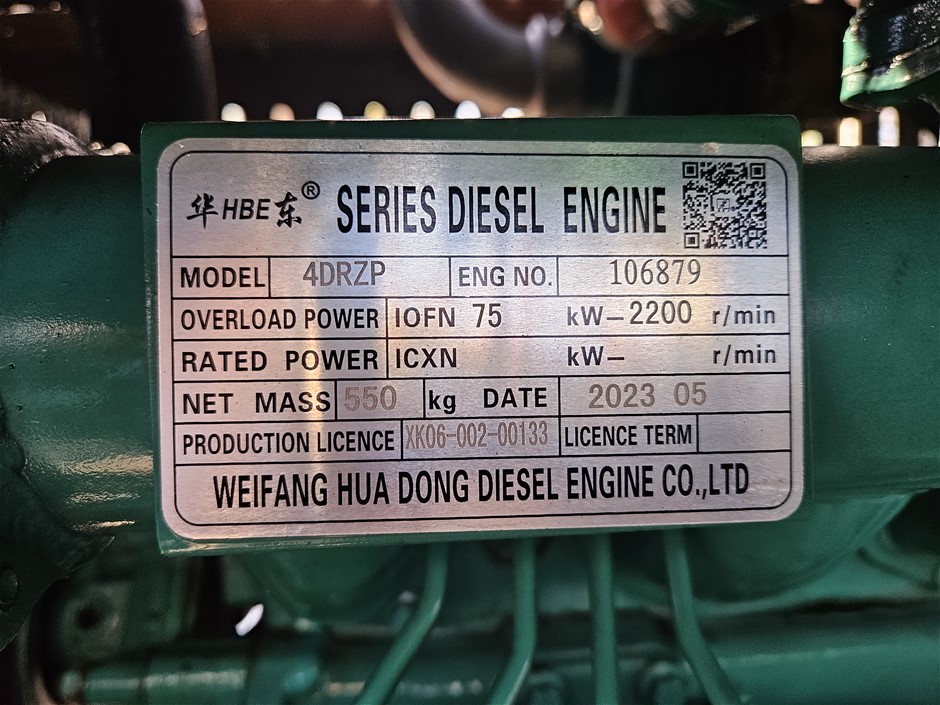 华HBE东® SERIES DIESEL ENGINE
MODEL 4DRZP ENG NO. 106879
OVERLOAD POWER IOFN 75 kW—2200 r/min
RATED POWER ICXN kW— r/min
NET MASS 550 kg DATE 2023 05
PRODUCTION LICENCE XK06-002-00133 LICENCE TERM
WEIFANG HUA DONG DIESEL ENGINE CO.,LTD